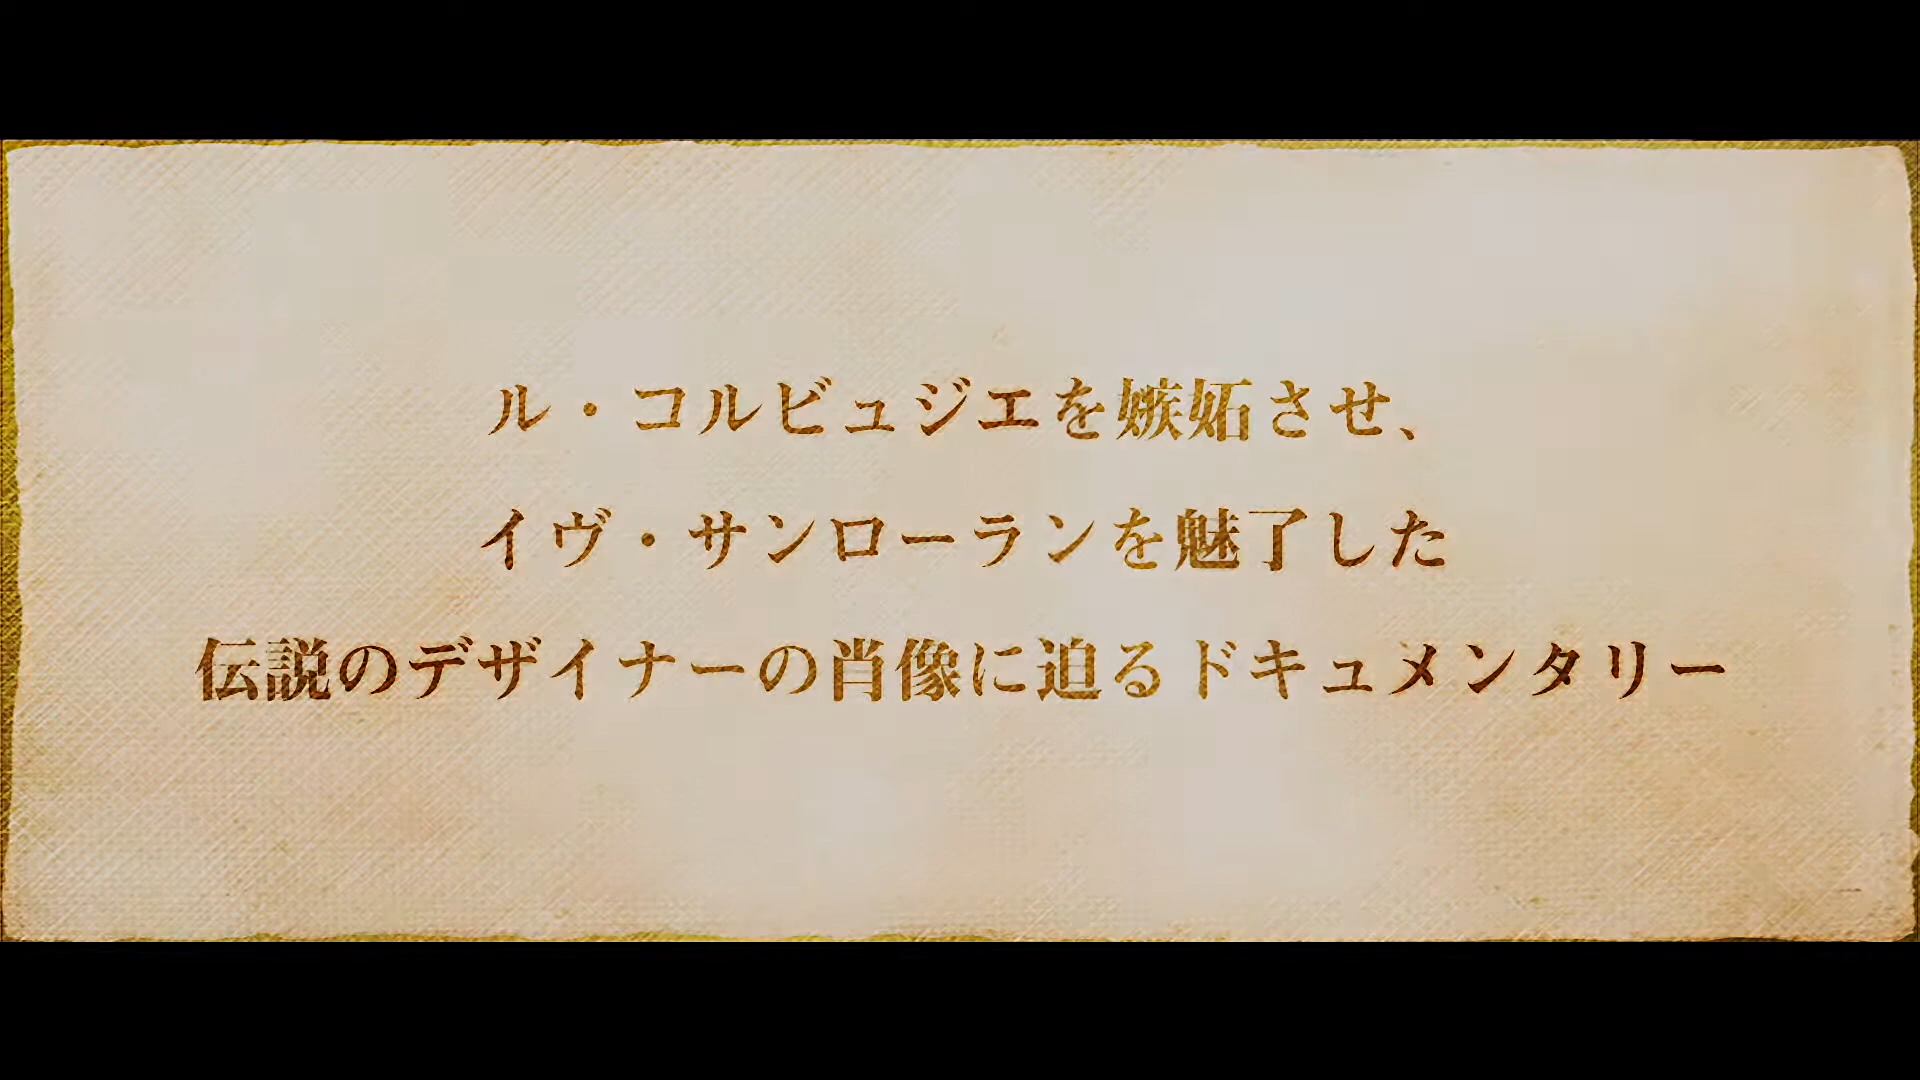 ル・コルビュジエを嫉妬させ、
イヴ・サンローランを魅了した
伝説のデザイナーの肖像に迫るドキュメンタリー